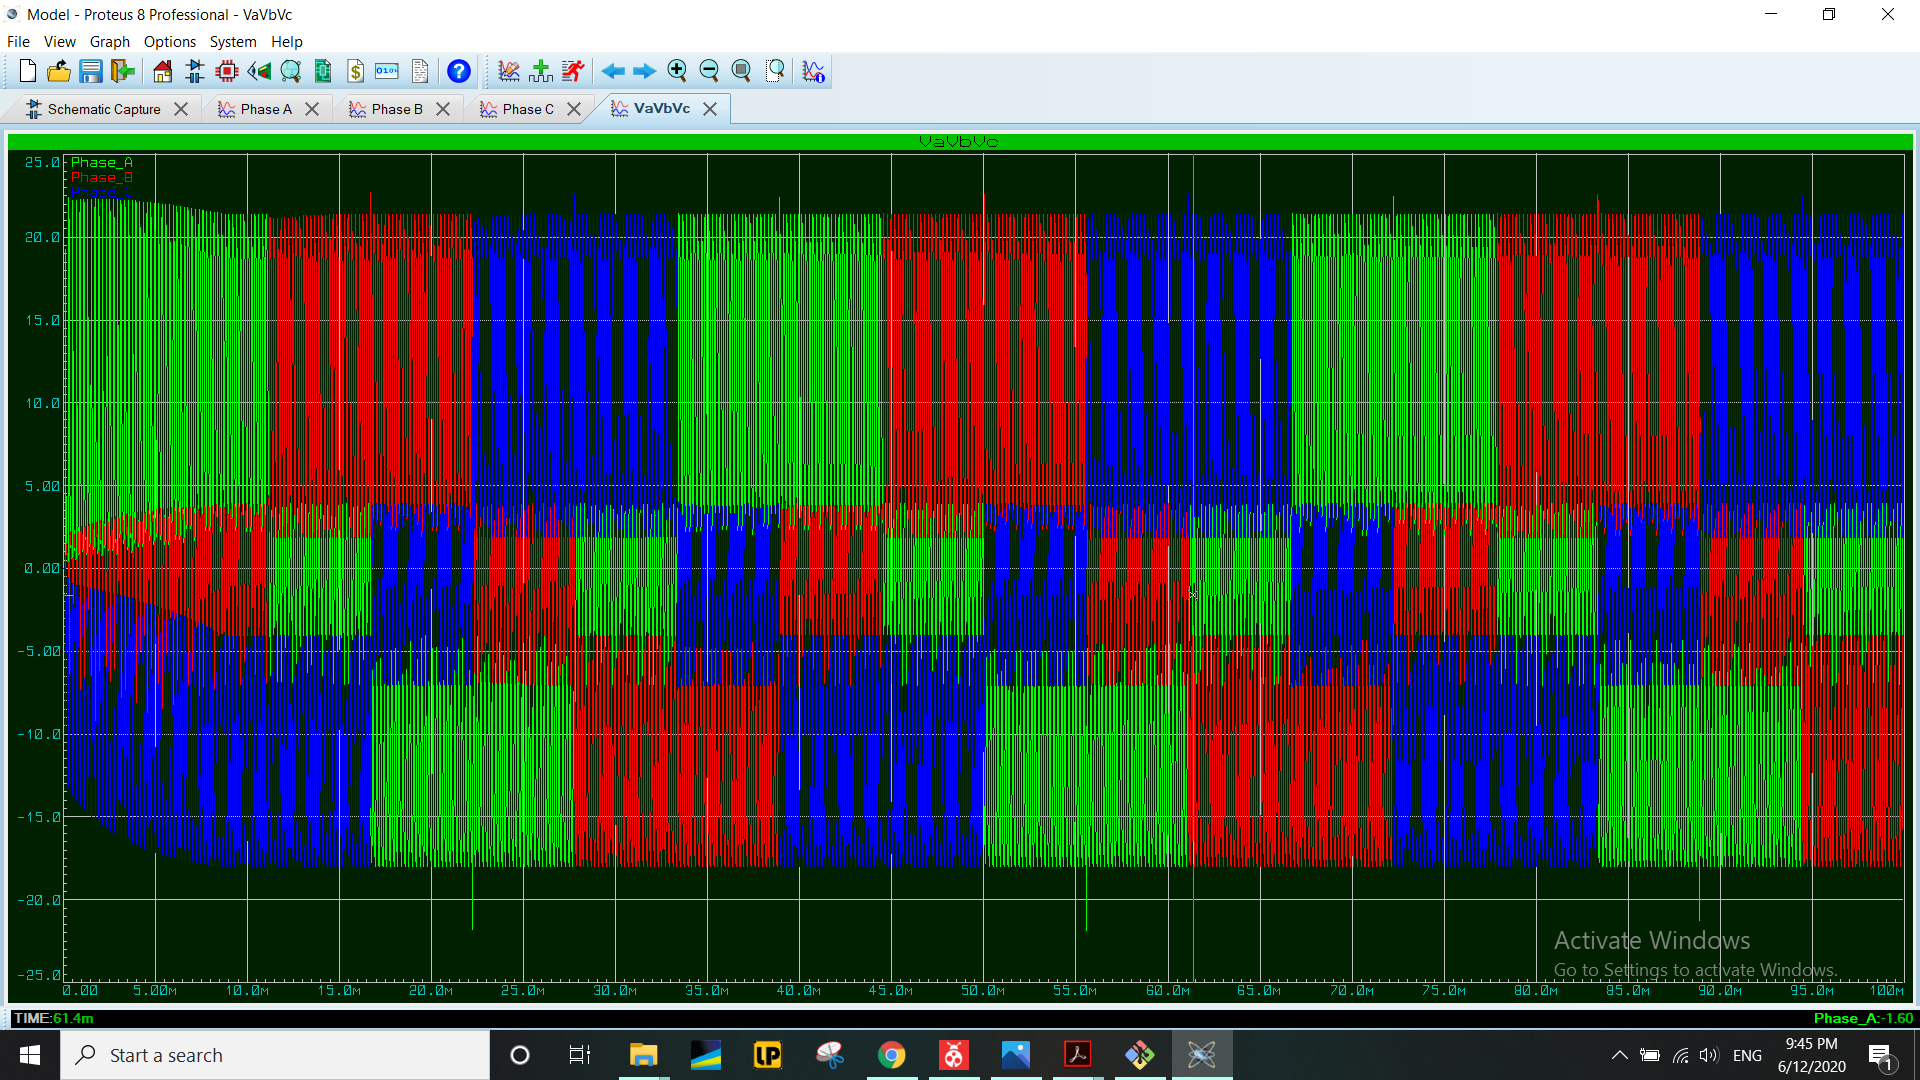 Model - Proteus 8 Professional - VaVbVc
File View Graph Options System Help
Schematic Capture Phase A Phase B Phase C VaVbVc
VaVbVc
25.0
Phase_A
Phase_B
20.0
15.0
10.0
5.00
0.00
-5.00
-10.0
-15.0
-20.0
-25.0
0.00 5.00m 10.0m 15.0m 20.0m 25.0m 30.0m 35.0m 40.0m 45.0m 50.0m 55.0m 60.0m 65.0m 70.0m 75.0m 80.0m 85.0m 90.0m 95.0m 100m
Activate Windows
Go to Settings to activate Windows.
TIME:61.4m Phase_A:-1.60
Start a search
LP
ENG
9:45 PM
6/12/2020
1